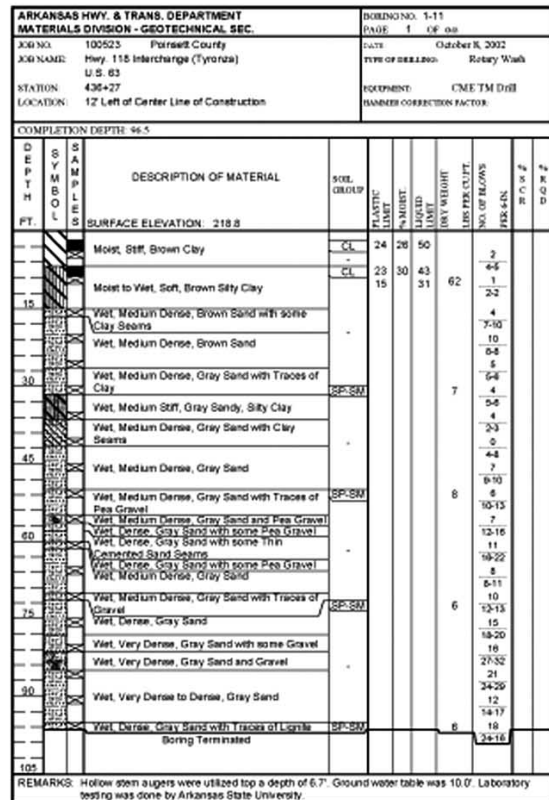 ARKANSAS HWY. & TRANS. DEPARTMENT
MATERIALS DIVISION - GEOTECHNICAL SEC.
BORING NO. 1-11
PAGE 1 OF
JOB NO. 100523 Poinsett County
JOB NAME: Hwy. 118 Interchange (Tyronza)
U.S. 63
STATION: 436+27
LOCATION: 12' Left of Center Line of Construction
DATE October 8, 2002
TYPE OF DRILLING: Rotary Wash
EQUIPMENT: CME TM Drill
HAMMER CORRECTION FACTOR:
COMPLETION DEPTH: 96.5
DEPTH FT.
SYMBOL
SAMPLES
DESCRIPTION OF MATERIAL
SURFACE ELEVATION: 218.8
SOIL GROUP
PLASTIC LIMIT
% MOIST.
LIQUID LIMIT
DRY WEIGHT LBS PER CU.FT.
NO. OF BLOWS PER 6-IN.
% SCR
% RQD
Moist, Stiff, Brown Clay CL 24 26 50
2
4-5
CL 23 30 43
Moist to Wet, Soft, Brown Silty Clay 15 31 62 1
2-2
15
Wet, Medium Dense, Brown Sand with some Clay Seams 4
7-10
Wet, Medium Dense, Brown Sand 10
8-8
5
5-6
30
Wet, Medium Dense, Gray Sand with Traces of Clay SP-SM 7 4
5-6
Wet, Medium Stiff, Gray Sandy, Silty Clay 4
2-3
Wet, Medium Dense, Gray Sand with Clay Seams
4-8
45
Wet, Medium Dense, Gray Sand 7
9-10
Wet, Medium Dense, Gray Sand with Traces of Pea Gravel SP-SM 8 6
10-13
Wet, Medium Dense, Gray Sand and Pea Gravel 7
Wet, Dense, Gray Sand with some Pea Gravel 12-16
60
Wet, Dense, Gray Sand with some Thin Cemented Sand Seams 11
16-22
Wet, Dense, Gray Sand with some Pea Gravel
Wet, Medium Dense, Gray Sand 8
8-11
Wet, Medium Dense, Gray Sand with Traces of Gravel SP-SM 6 10
12-13
75
Wet, Dense, Gray Sand 15
18-20
Wet, Very Dense, Gray Sand with some Gravel 16
27-32
Wet, Very Dense, Gray Sand and Gravel 21
24-29
90
Wet, Very Dense to Dense, Gray Sand 12
14-17
Wet, Dense, Gray Sand with Traces of Lignite SP-SM 6 18
Boring Terminated
105
REMARKS: Hollow stem augers were utilized top a depth of 6.7'. Ground water table was 10.0'. Laboratory
testing was done by Arkansas State University.